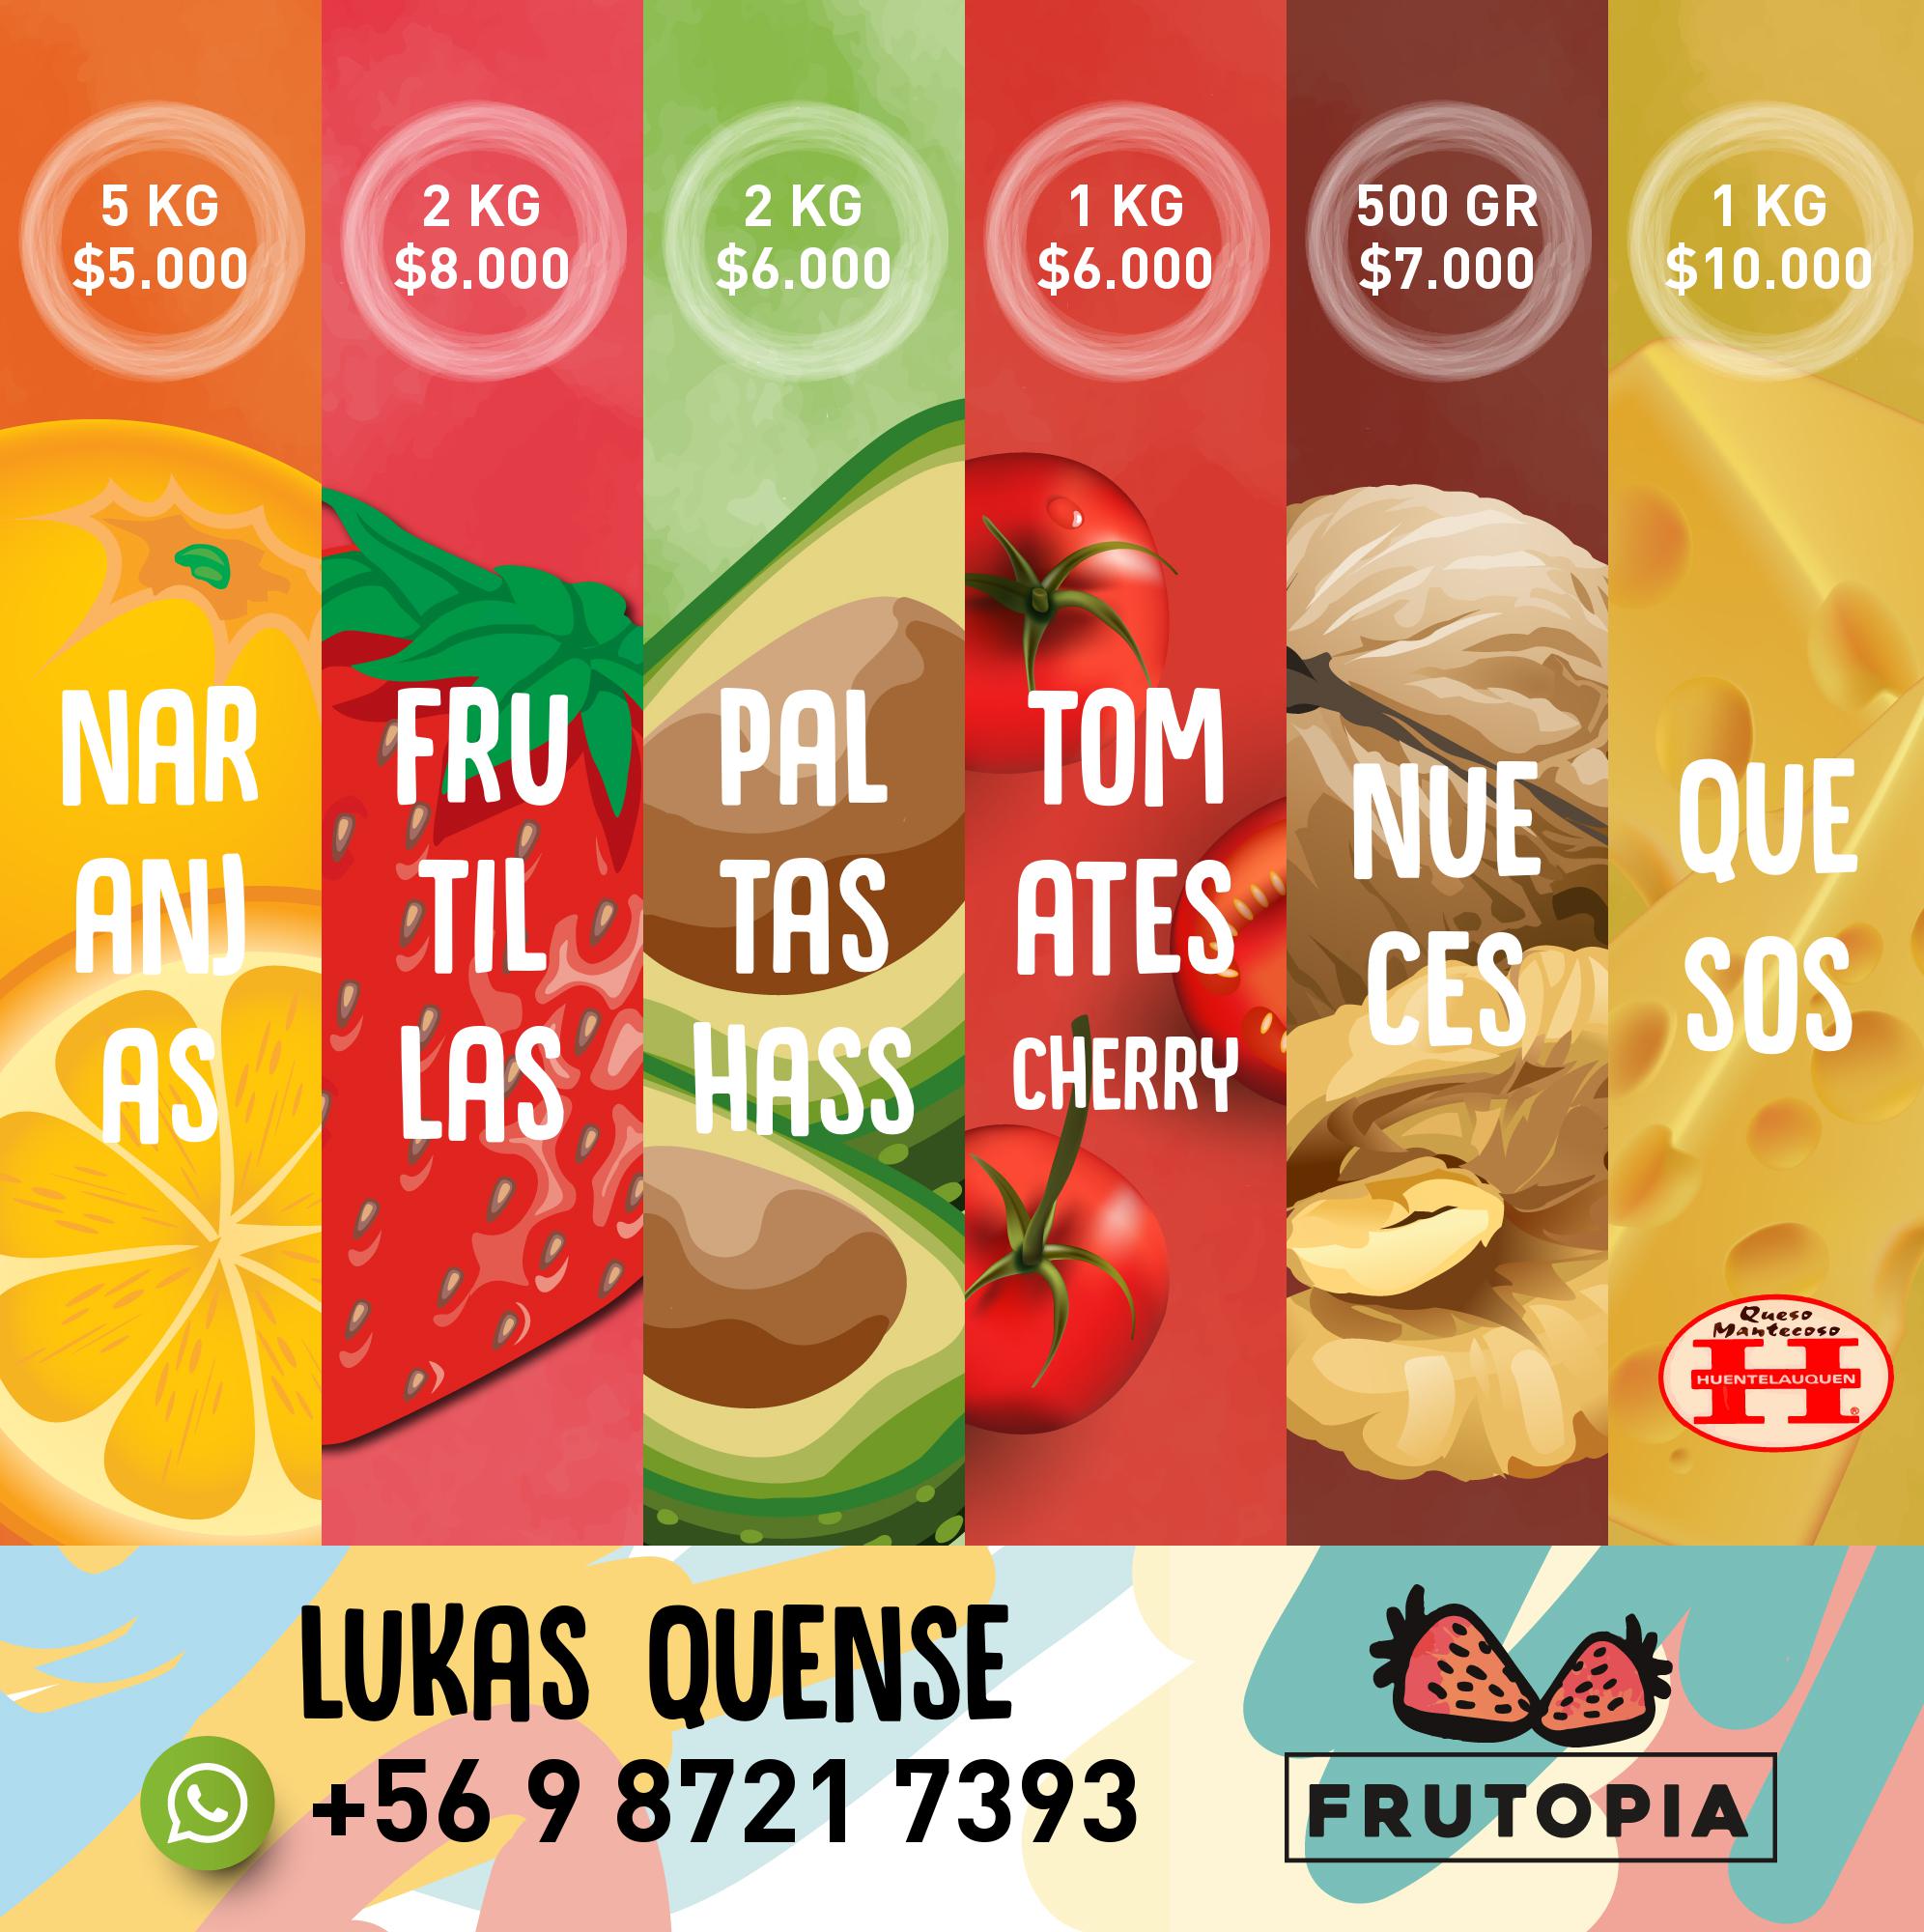 5 KG
$5.000
NAR
ANJ
AS
2 KG
$8.000
FRU
TIL
LAS
2 KG
$6.000
PAL
TAS
HASS
1 KG
$6.000
TOM
ATES
CHERRY
500 GR
$7.000
NUE
CES
1 KG
$10.000
QUE
SOS
Queso
Mantecoso
H
HUENTELAUQUEN
®
LUKAS QUENSE
+56 9 8721 7393
FRUTOPIA